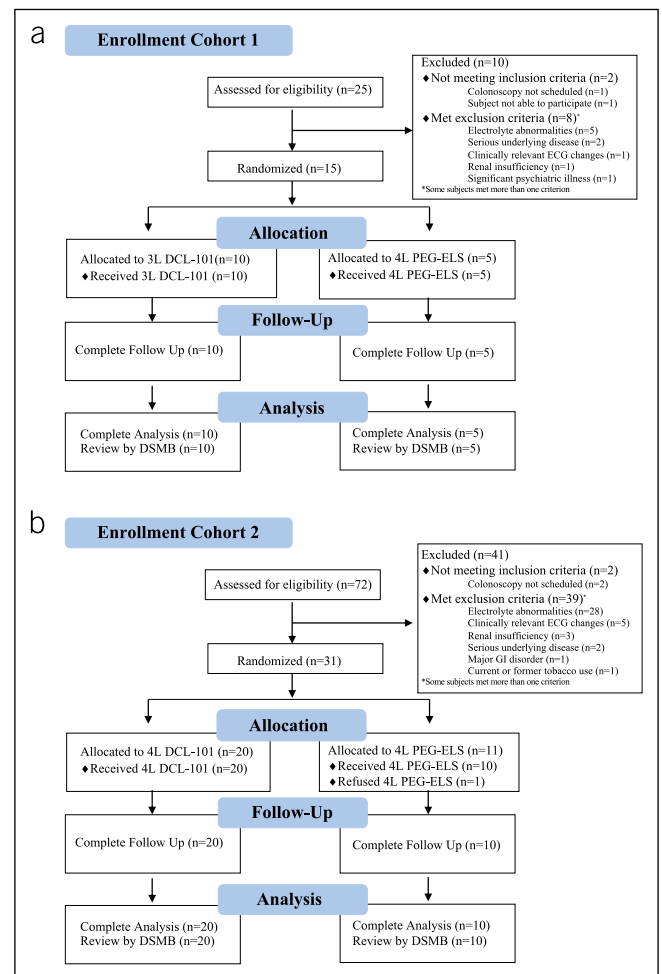 a
Enrollment Cohort 1
Assessed for eligibility (n=25)
Excluded (n=10)
♦Not meeting inclusion criteria (n=2)
Colonoscopy not scheduled (n=1)
Subject not able to participate (n=1)
♦Met exclusion criteria (n=8)*
Electrolyte abnormalities (n=5)
Serious underlying disease (n=2)
Clinically relevant ECG changes (n=1)
Renal insufficiency (n=1)
Significant psychiatric illness (n=1)
*Some subjects met more than one criterion
Randomized (n=15)
Allocation
Allocated to 3L DCL-101(n=10)
♦Received 3L DCL-101 (n=10)
Allocated to 4L PEG-ELS (n=5)
♦Received 4L PEG-ELS (n=5)
Follow-Up
Complete Follow Up (n=10)
Complete Follow Up (n=5)
Analysis
Complete Analysis (n=10)
Review by DSMB (n=10)
Complete Analysis (n=5)
Review by DSMB (n=5)
b
Enrollment Cohort 2
Assessed for eligibility (n=72)
Excluded (n=41)
♦Not meeting inclusion criteria (n=2)
Colonoscopy not scheduled (n=2)
♦Met exclusion criteria (n=39)*
Electrolyte abnormalities (n=28)
Clinically relevant ECG changes (n=5)
Renal insufficiency (n=3)
Serious underlying disease (n=2)
Major GI disorder (n=1)
Current or former tobacco use (n=1)
*Some subjects met more than one criterion
Randomized (n=31)
Allocation
Allocated to 4L DCL-101 (n=20)
♦Received 4L DCL-101 (n=20)
Allocated to 4L PEG-ELS (n=11)
♦Received 4L PEG-ELS (n=10)
♦Refused 4L PEG-ELS (n=1)
Follow-Up
Complete Follow Up (n=20)
Complete Follow Up (n=10)
Analysis
Complete Analysis (n=20)
Review by DSMB (n=20)
Complete Analysis (n=10)
Review by DSMB (n=10)